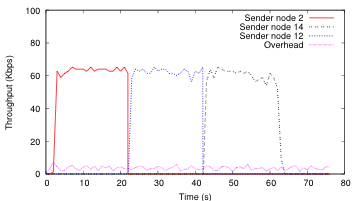 Sender node 2
Sender node 14
Sender node 12
Overhead
Throughput (Kbps)
100
80
60
40
20
0
0 10 20 30 40 50 60 70 80
Time (s)